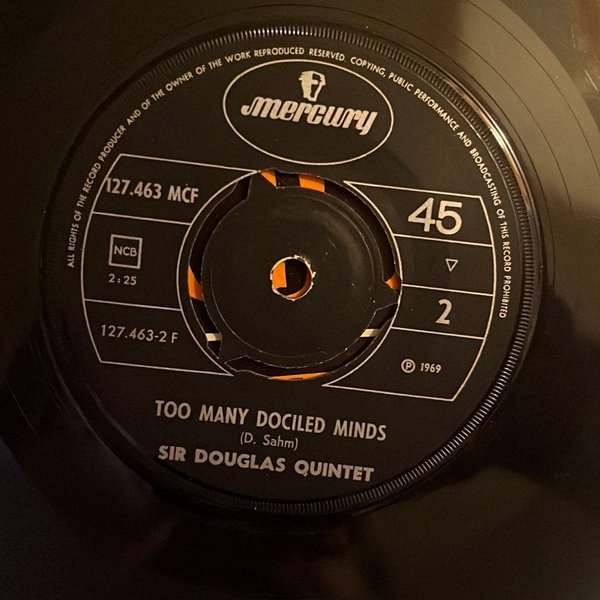 ALL RIGHTS OF THE RECORD PRODUCER AND OF THE OWNER OF THE WORK REPRODUCED RESERVED. COPYING, PUBLIC PERFORMANCE AND BROADCASTING OF THIS RECORD PROHIBITED
mercury
127.463 MCF
45
NCB
2:25
2
127.463-2 F
℗ 1969
TOO MANY DOCILED MINDS
(D. Sahm)
SIR DOUGLAS QUINTET